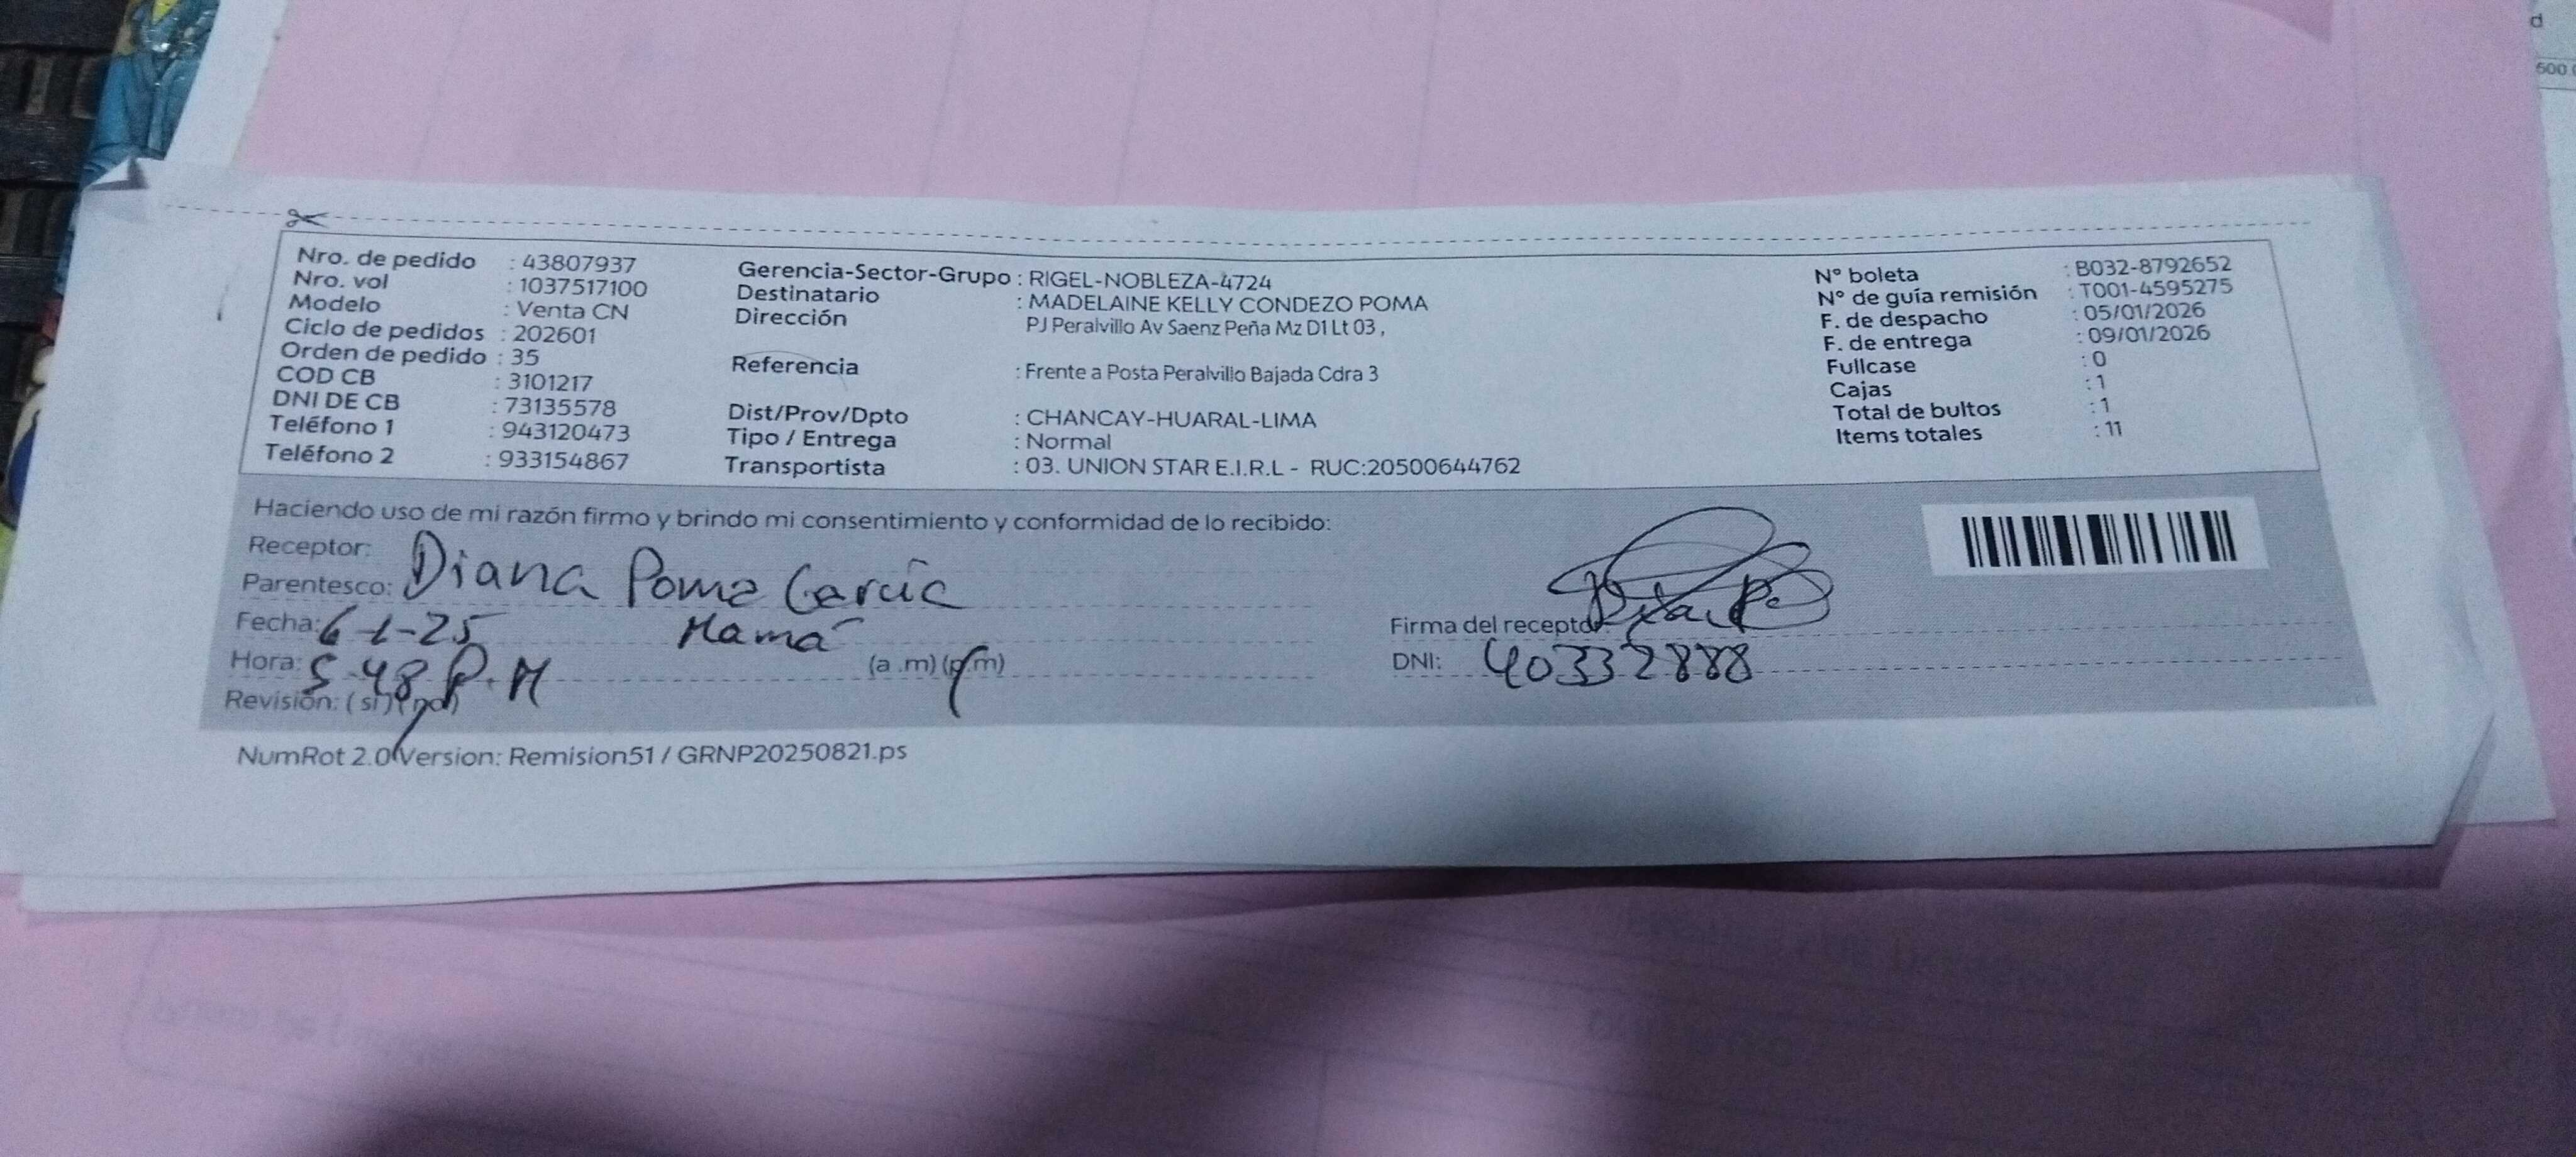 Nro. de pedido : 43807937
Nro. vol : 1037517100
Modelo : Venta CN
Ciclo de pedidos : 202601
Orden de pedido : 35
COD CB : 3101217
DNI DE CB : 73135578
Teléfono 1 : 943120473
Teléfono 2 : 933154867
Gerencia-Sector-Grupo : RIGEL-NOBLEZA-4724
Destinatario : MADELAINE KELLY CONDEZO POMA
Dirección PJ Peralvillo Av Saenz Peña Mz D1 Lt 03 ,
Referencia : Frente a Posta Peralvillo Bajada Cdra 3
Dist/Prov/Dpto : CHANCAY-HUARAL-LIMA
Tipo / Entrega : Normal
Transportista : 03. UNION STAR E.I.R.L - RUC:20500644762
N° boleta : B032-8792652
N° de guía remisión : T001-4595275
F. de despacho : 05/01/2026
F. de entrega : 09/01/2026
Fullcase : 0
Cajas : 1
Total de bultos : 1
Items totales : 11
Haciendo uso de mi razón firmo y brindo mi consentimiento y conformidad de lo recibido:
Receptor: Diana Poma García
Parentesco: Mamá
Fecha: 6-1-25
Hora: 5-48 P.M (a .m) (p.m)
Revisión: ( si ) ( no )
Firma del receptor:
DNI: 40332888
NumRot 2.0 Version: Remision51 / GRNP20250821.ps
600